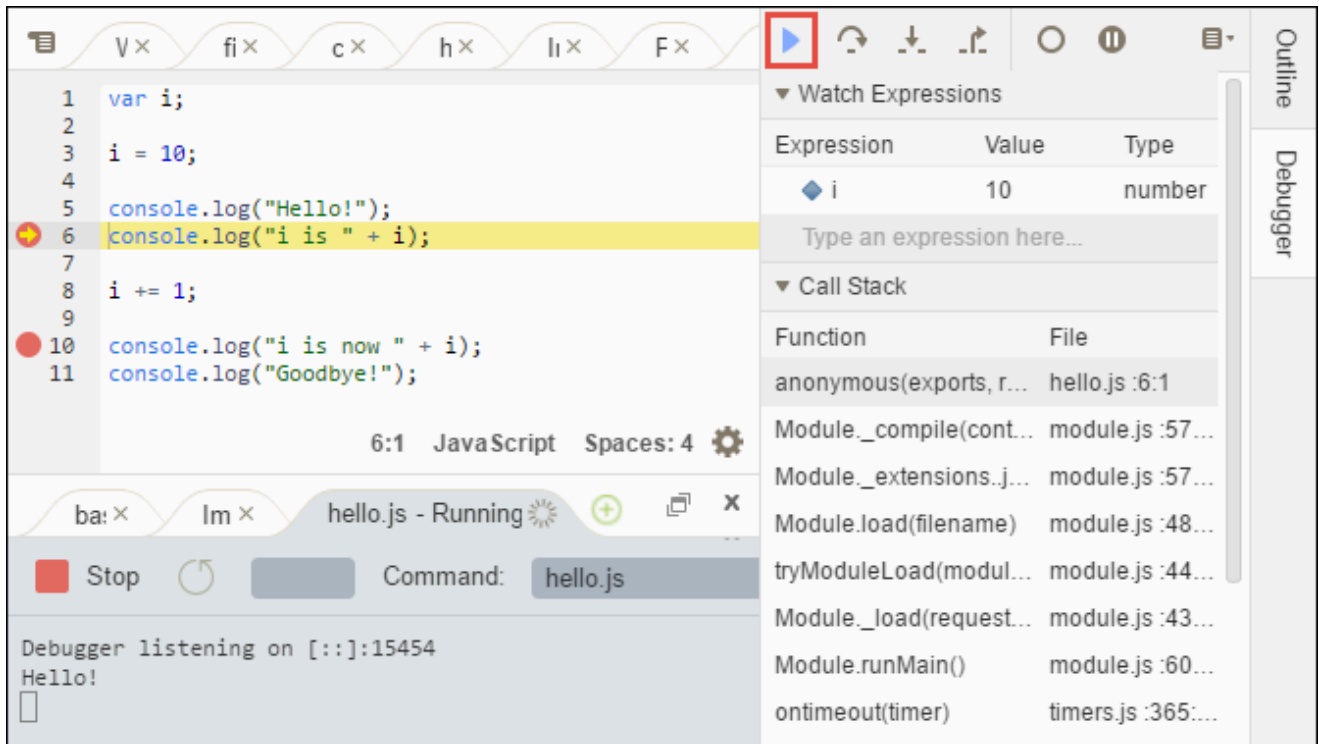 V fi c h Iı F
1 var i;
2
3 i = 10;
4
5 console.log("Hello!");
6 console.log("i is " + i);
7
8 i += 1;
9
10 console.log("i is now " + i);
11 console.log("Goodbye!");
6:1 JavaScript Spaces: 4
ba: Im hello.js - Running
Stop Command: hello.js
Debugger listening on [::]:15454
Hello!
Watch Expressions
Expression Value Type
i 10 number
Type an expression here...
Call Stack
Function File
anonymous(exports, r... hello.js :6:1
Module._compile(cont... module.js :57...
Module._extensions..j... module.js :57...
Module.load(filename) module.js :48...
tryModuleLoad(modul... module.js :44...
Module._load(request... module.js :43...
Module.runMain() module.js :60...
ontimeout(timer) timers.js :365:...
Outline
Debugger